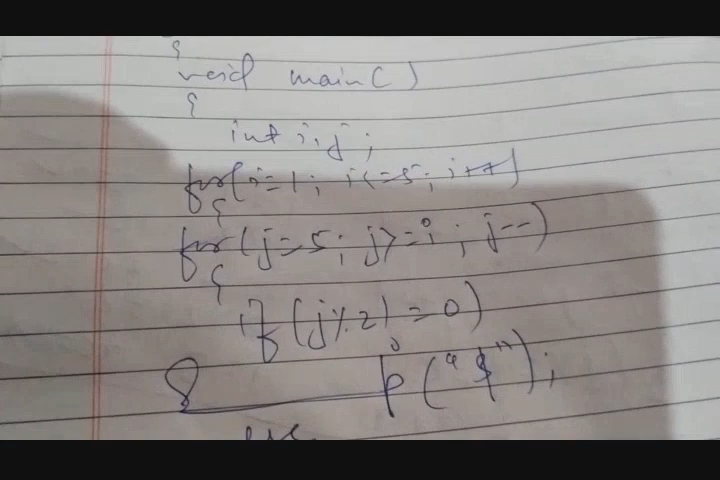 {
void main()
{
int i,j;
for(i=1; i<=5; i++)
{
for(j=5; j>=i; j--)
{
if(j%2)=0)
p("$");